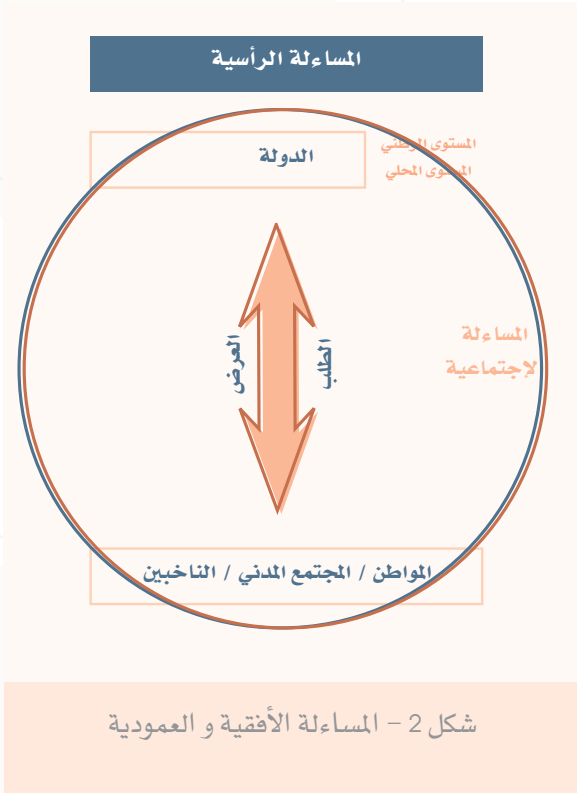 المساءلة الرأسية
الدولة
المستوى الوطني
المستوى المحلي
العرض
الطلب
المساءلة
لإجتماعية
المواطن / المجتمع المدني / الناخبين
شكل 2 – المساءلة الأفقية و العمودية